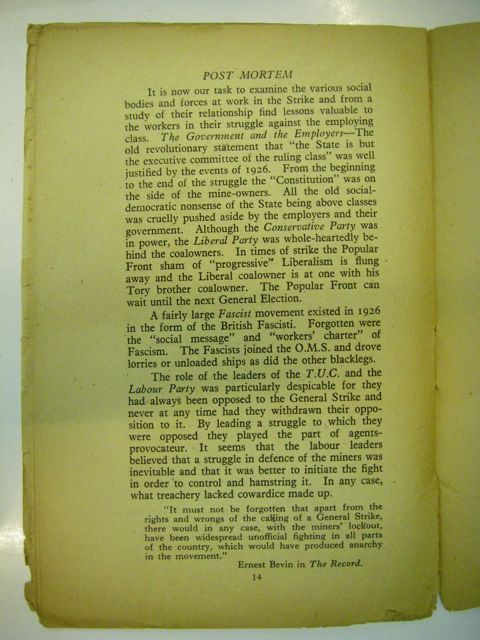 POST MORTEM
It is now our task to examine the various social
bodies and forces at work in the Strike and from a
study of their relationship find lessons valuable to
the workers in their struggle against the employing
class. The Government and the Employers—The
old revolutionary statement that "the State is but
the executive committee of the ruling class" was well
justified by the events of 1926. From the beginning
to the end of the struggle the "Constitution" was on
the side of the mine-owners. All the old social-
democratic nonsense of the State being above classes
was cruelly pushed aside by the employers and their
government. Although the Conservative Party was
in power, the Liberal Party was whole-heartedly be-
hind the coalowners. In times of strike the Popular
Front sham of "progressive" Liberalism is flung
away and the Liberal coalowner is at one with his
Tory brother coalowner. The Popular Front can
wait until the next General Election.
A fairly large Fascist movement existed in 1926
in the form of the British Fascisti. Forgotten were
the "social message" and "workers' charter" of
Fascism. The Fascists joined the O.M.S. and drove
lorries or unloaded ships as did the other blacklegs.
The role of the leaders of the T.U.C. and the
Labour Party was particularly despicable for they
had always been opposed to the General Strike and
never at any time had they withdrawn their oppo-
sition to it. By leading a struggle to which they
were opposed they played the part of agents-
provocateur. It seems that the labour leaders
believed that a struggle in defence of the miners was
inevitable and that it was better to initiate the fight
in order to control and hamstring it. In any case,
what treachery lacked cowardice made up.
"It must not be forgotten that apart from the
rights and wrongs of the calling of a General Strike,
there would in any case, with the miners' lockout,
have been widespread unofficial fighting in all parts
of the country, which would have produced anarchy
in the movement."
Ernest Bevin in The Record.
14